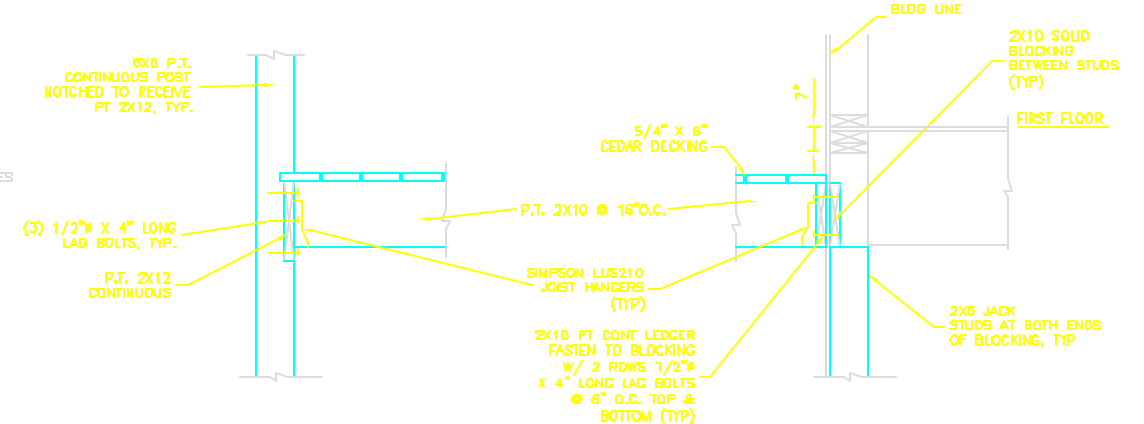 BLDG LINE
2X10 SOLID
BLOCKING
BETWEEN STUDS
(TYP)
6X6 P.T.
CONTINUOUS POST
NOTCHED TO RECEIVE
PT 2X12, TYP.
7"
FIRST FLOOR
5/4" X 6"
CEDAR DECKING
P.T. 2X10 @ 16"O.C.
(3) 1/2"ø X 4" LONG
LAG BOLTS, TYP.
P.T. 2X12
CONTINUOUS
SIMPSON LUS210
JOIST HANGERS
(TYP)
2X6 JACK
STUDS AT BOTH ENDS
OF BLOCKING, TYP
2X10 PT CONT LEDGER
FASTEN TO BLOCKING
W/ 2 ROWS 1/2"ø
X 4" LONG LAG BOLTS
@ 6" O.C. TOP &
BOTTOM (TYP)